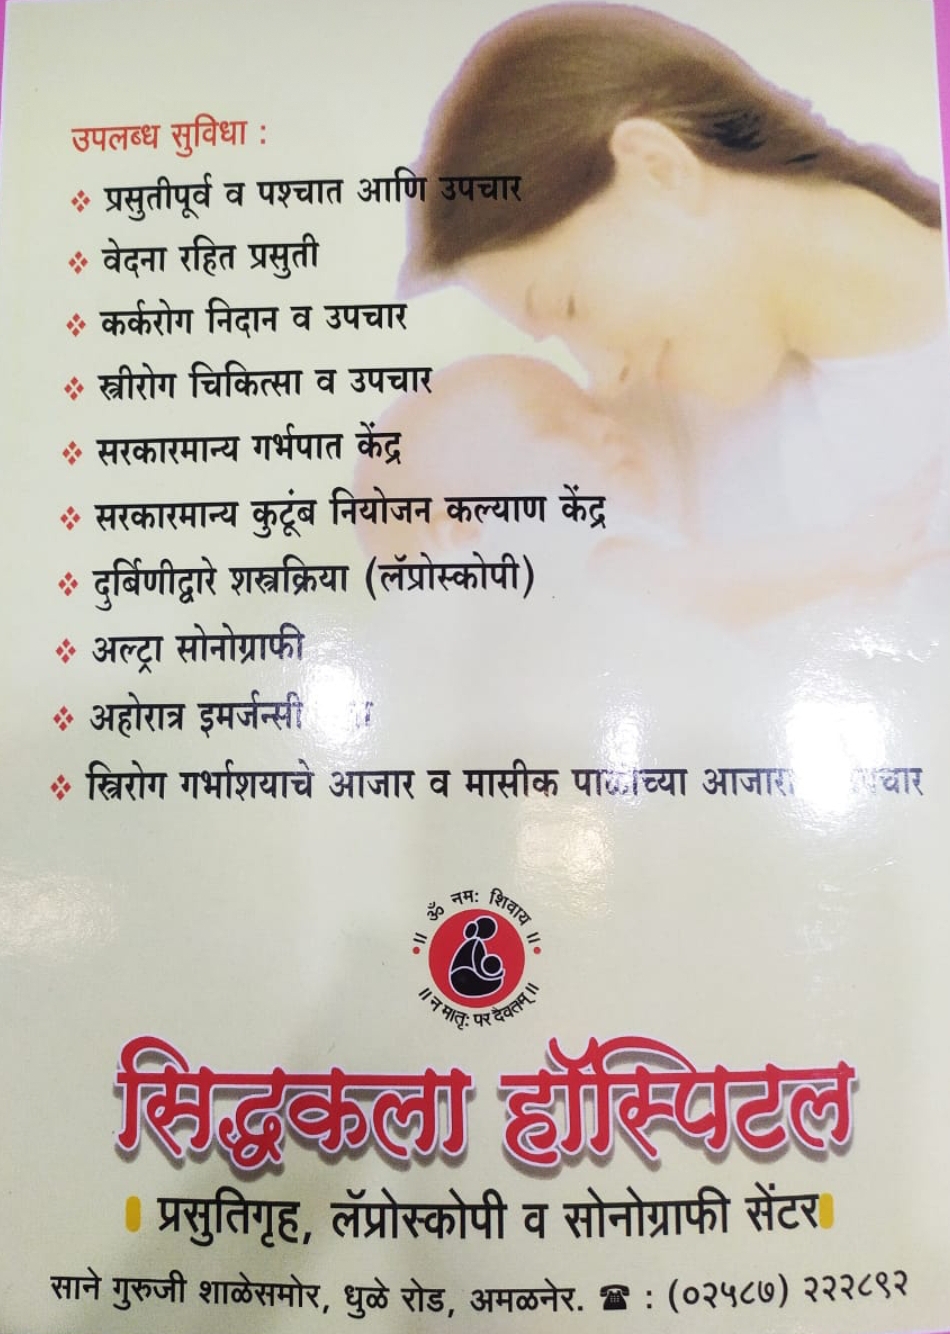 उपलब्ध सुविधा :
प्रसुतीपूर्व व पश्चात आणि उपचार
वेदना रहित प्रसुती
कर्करोग निदान व उपचार
स्त्रीरोग चिकित्सा व उपचार
सरकारमान्य गर्भपात केंद्र
सरकारमान्य कुटूंब नियोजन कल्याण केंद्र
दुर्बिणीद्वारे शस्त्रक्रिया (लॅप्रोस्कोपी)
अल्ट्रा सोनोग्राफी
अहोरात्र इमर्जन्सी
स्त्रिरोग गर्भाशयाचे आजार व मासीक पाळीच्या
॥ ॐ नमः शिवाय ॥
॥ न मातृः पर देवतम् ॥
सिद्धकला हॉस्पिटल
प्रसुतिगृह, लॅप्रोस्कोपी व सोनोग्राफी सेंटर
साने गुरुजी शाळेसमोर, धुळे रोड, अमळनेर. ☎ : (०२५८७) २२२८९२